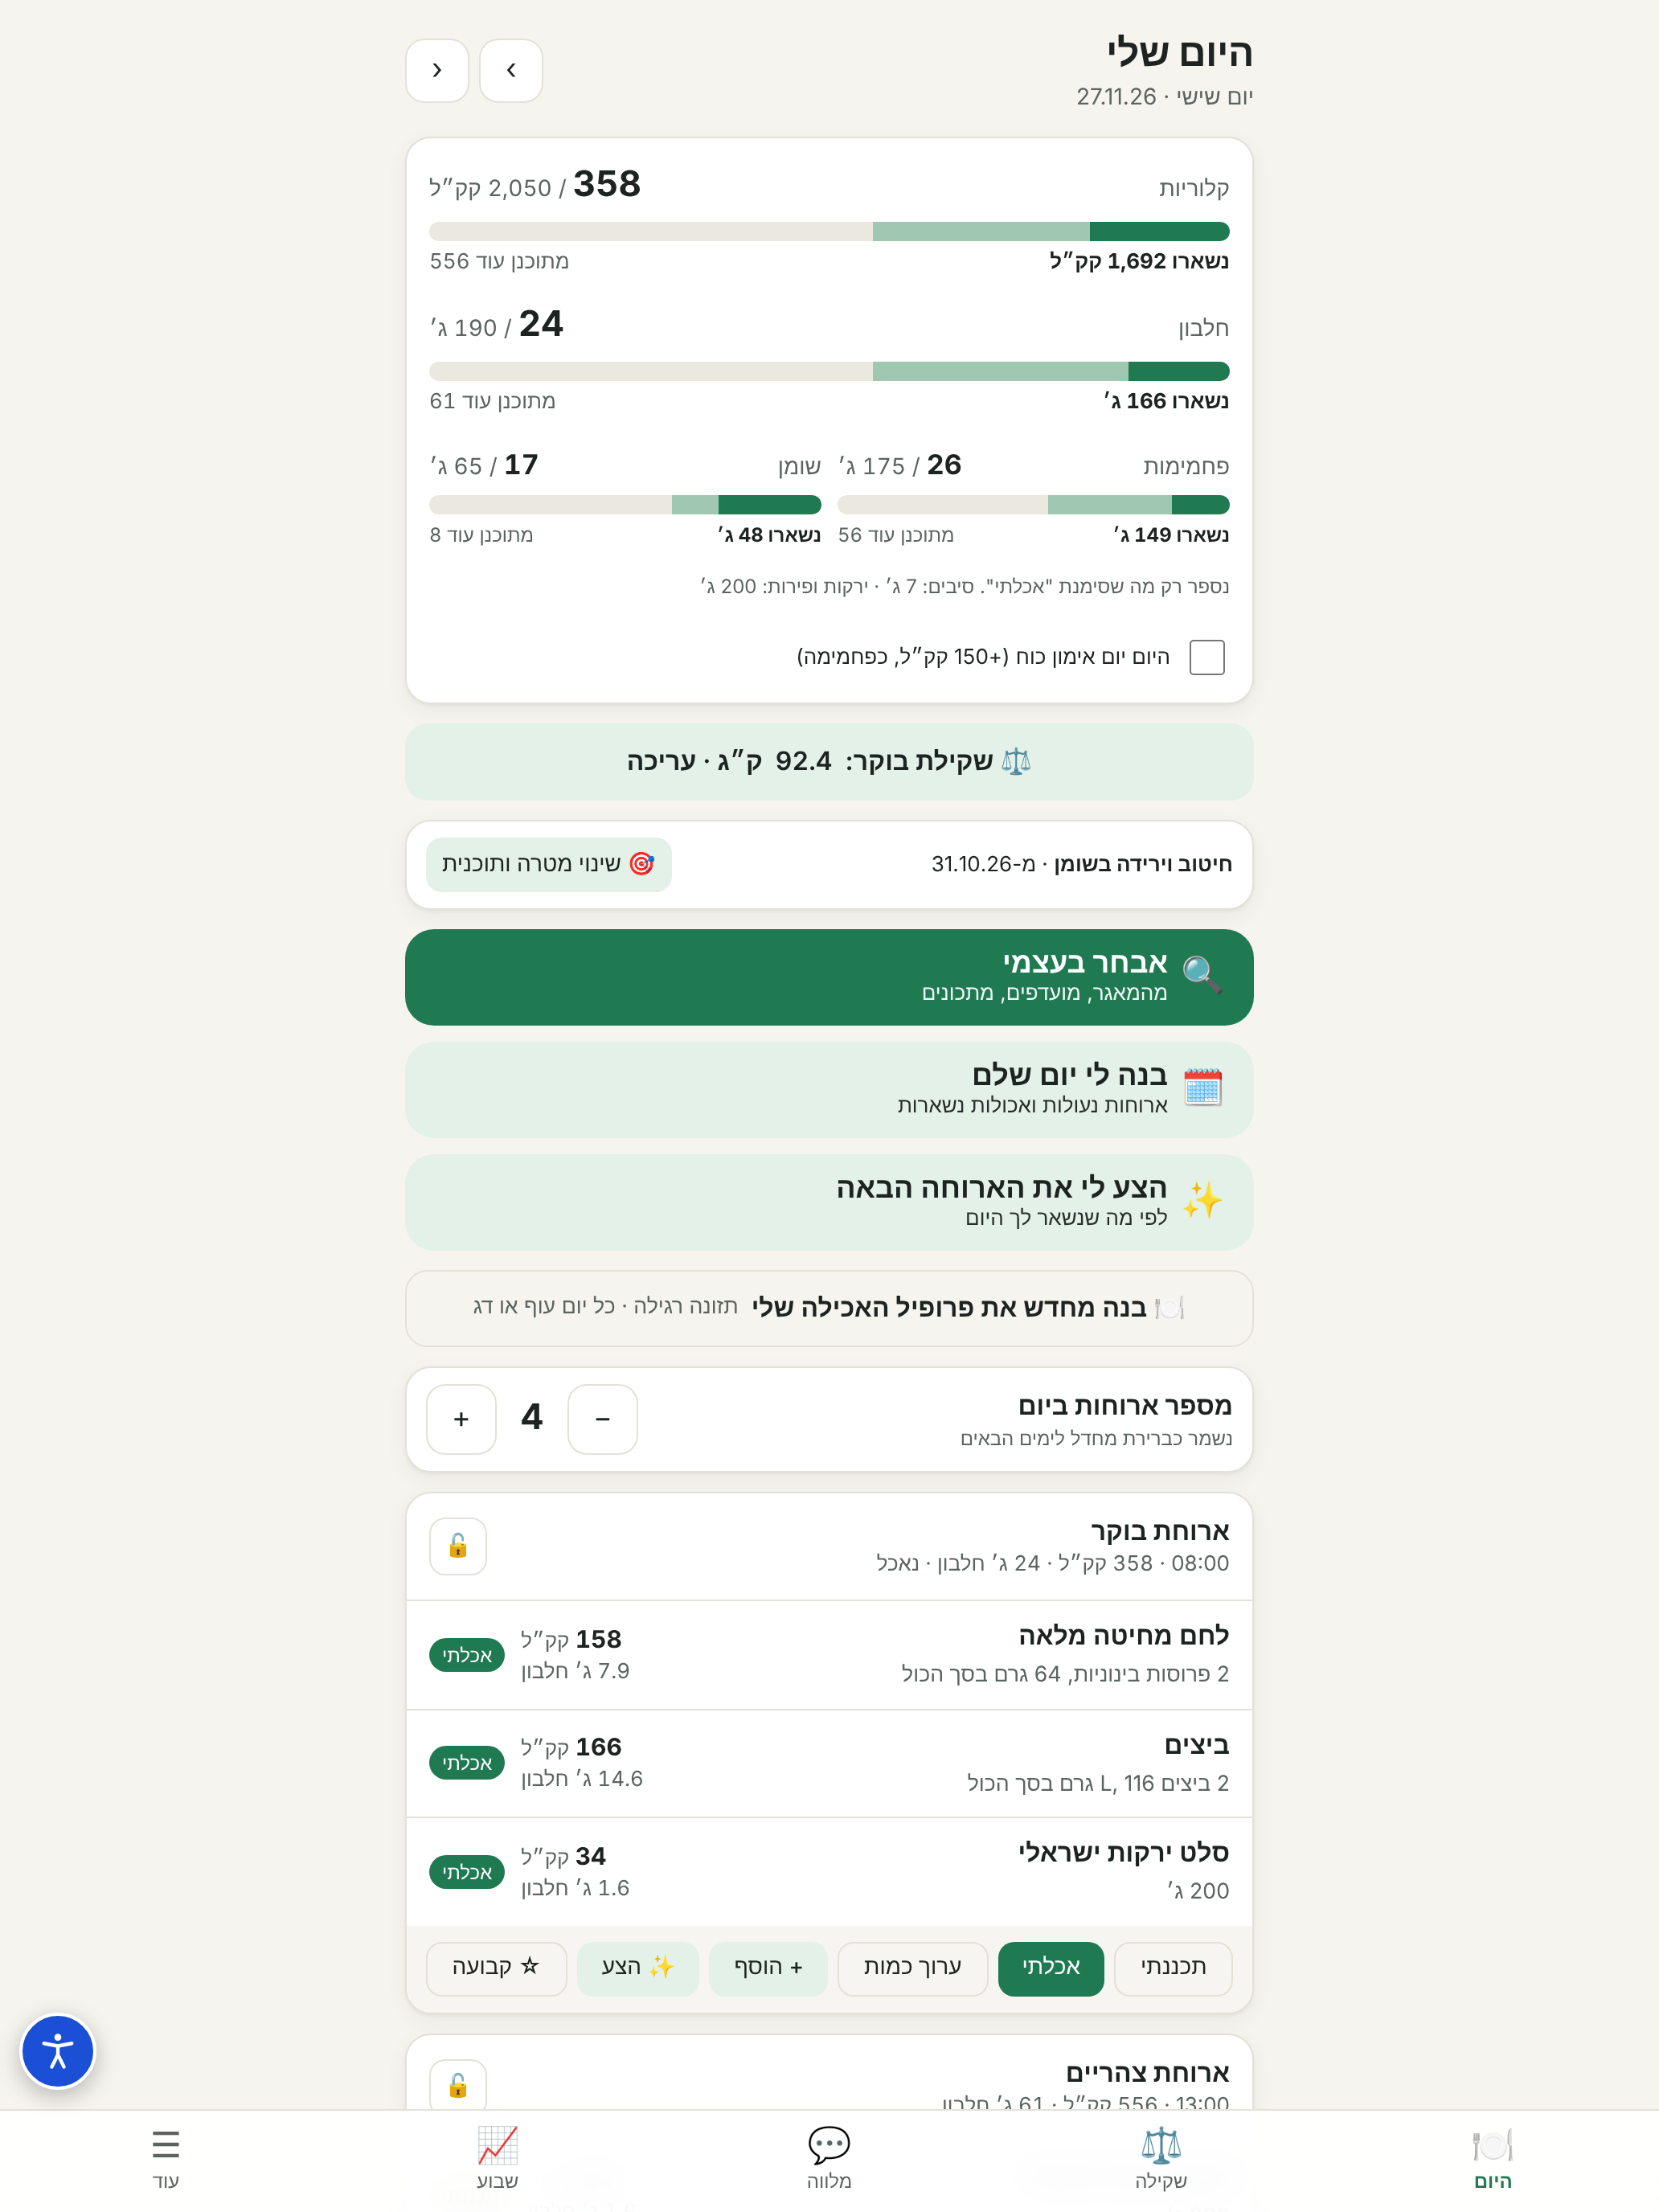 היום שלי
יום שישי · 27.11.26
קלוריות
358 / 2,050 קק״ל
נשארו 1,692 קק״ל
מתוכנן עוד 556
חלבון
24 / 190 ג׳
נשארו 166 ג׳
מתוכנן עוד 61
פחמימות
26 / 175 ג׳
נשארו 149 ג׳
מתוכנן עוד 56
שומן
17 / 65 ג׳
נשארו 48 ג׳
מתוכנן עוד 8
נספר רק מה שסימנת "אכלתי". סיבים: 7 ג׳ · ירקות ופירות: 200 ג׳
היום יום אימון כוח (+150 קק״ל, כפחמימה)
שקילת בוקר: 92.4 ק״ג · עריכה
חיטוב וירידה בשומן · מ-31.10.26
שינוי מטרה ותוכנית
אבחר בעצמי
מהמאגר, מועדפים, מתכונים
בנה לי יום שלם
ארוחות נעולות ואכולות נשארות
הצע לי את הארוחה הבאה
לפי מה שנשאר לך היום
בנה מחדש את פרופיל האכילה שלי תזונה רגילה · כל יום עוף או דג
מספר ארוחות ביום
נשמר כברירת מחדל לימים הבאים
− 4 +
ארוחת בוקר
08:00 · 358 קק״ל · 24 ג׳ חלבון · נאכל
לחם מחיטה מלאה
2 פרוסות בינוניות, 64 גרם בסך הכול
158 קק״ל
7.9 ג׳ חלבון
אכלתי
ביצים
2 ביצים L, 116 גרם בסך הכול
166 קק״ל
14.6 ג׳ חלבון
אכלתי
סלט ירקות ישראלי
200 ג׳
34 קק״ל
1.6 ג׳ חלבון
אכלתי
תכננתי
אכלתי
ערוך כמות
+ הוסף
הצע
☆ קבועה
ארוחת צהריים
13:00 · 556 קק״ל · 61 ג׳ חלבון
היום
שקילה
מלווה
שבוע
עוד